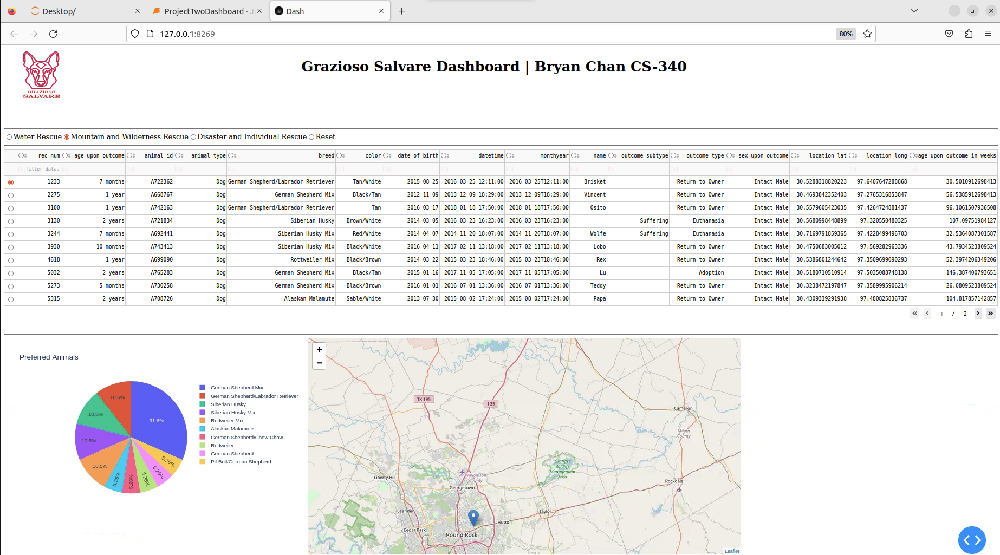 Desktop/
ProjectTwoDashboard - J
Dash
127.0.0.1:8269
80%
GRAZIOSO
SALVARE
Grazioso Salvare Dashboard | Bryan Chan CS-340
Water Rescue Mountain and Wilderness Rescue Disaster and Individual Rescue Reset
rec_num age_upon_outcome animal_id animal_type breed color date_of_birth datetime monthyear name outcome_subtype outcome_type sex_upon_outcome location_lat location_long age_upon_outcome_in_weeks
filter data.
1233 7 months A722362 Dog German Shepherd/Labrador Retriever Tan/White 2015-08-25 2016-03-25 12:11:00 2016-03-25T12:11:00 Brisket Return to Owner Intact Male 30.5288318820223 -97.6407647288868 30.5010912698413
2275 1 year A668767 Dog German Shepherd Mix Black/Tan 2012-11-09 2013-12-09 18:29:00 2013-12-09T18:29:00 Vincent Return to Owner Intact Male 30.4693842352403 -97.2765316853847 56.5385912698413
3100 1 year A742163 Dog German Shepherd/Labrador Retriever Tan 2016-03-17 2018-01-18 17:50:00 2018-01-18T17:50:00 Osito Return to Owner Intact Male 30.5579605423035 -97.4264724881437 96.1061507936508
3130 2 years A721834 Dog Siberian Husky Brown/White 2014-03-05 2016-03-23 16:23:00 2016-03-23T16:23:00 Suffering Euthanasia Intact Male 30.5680998448899 -97.320550480325 107.09751984127
3244 7 months A692441 Dog Siberian Husky Mix Red/White 2014-04-07 2014-11-20 18:07:00 2014-11-20T18:07:00 Wolfe Suffering Euthanasia Intact Male 30.7169791859365 -97.4228499496703 32.5364087301587
3930 10 months A743413 Dog Siberian Husky Mix Black/White 2016-04-11 2017-02-11 13:18:00 2017-02-11T13:18:00 Lobo Return to Owner Intact Male 30.4750683005012 -97.569282963336 43.7934523809524
4618 1 year A699090 Dog Rottweiler Mix Black/Brown 2014-03-22 2015-03-23 18:46:00 2015-03-23T18:46:00 Rex Return to Owner Intact Male 30.5386801244642 -97.3509699090293 52.3974206349206
5032 2 years A765283 Dog German Shepherd Mix Black/Tan 2015-01-16 2017-11-05 17:05:00 2017-11-05T17:05:00 Lu Adoption Intact Male 30.5180710510914 -97.5035088748138 146.387400793651
5273 5 months A730258 Dog German Shepherd Mix Black/Brown 2016-01-01 2016-07-01 13:36:00 2016-07-01T13:36:00 Teddy Return to Owner Intact Male 30.3238472197847 -97.3589995906214 26.0809523809524
5315 2 years A708726 Dog Alaskan Malamute Sable/White 2013-07-30 2015-08-02 17:24:00 2015-08-02T17:24:00 Papa Return to Owner Intact Male 30.4309339291938 -97.480825836737 104.817857142857
« ‹ 1 / 2 › »
Preferred Animals
31.6%
10.5%
10.5%
10.5%
10.5%
5.26%
5.26%
5.26%
5.26%
5.26%
German Shepherd Mix
German Shepherd/Labrador Retriever
Siberian Husky
Siberian Husky Mix
Rottweiler Mix
Alaskan Malamute
German Shepherd/Chow Chow
Rottweiler
German Shepherd
Pit Bull/German Shepherd
+
−
TX 195
I 35
Cameron
Milam
County
Granger
Wildlife
Management
Area
Williamson
County
Liberty Hill
Georgetown
Rockdale
Leander
Taylor
Hutto
Cedar Park
Round Rock
Leaflet